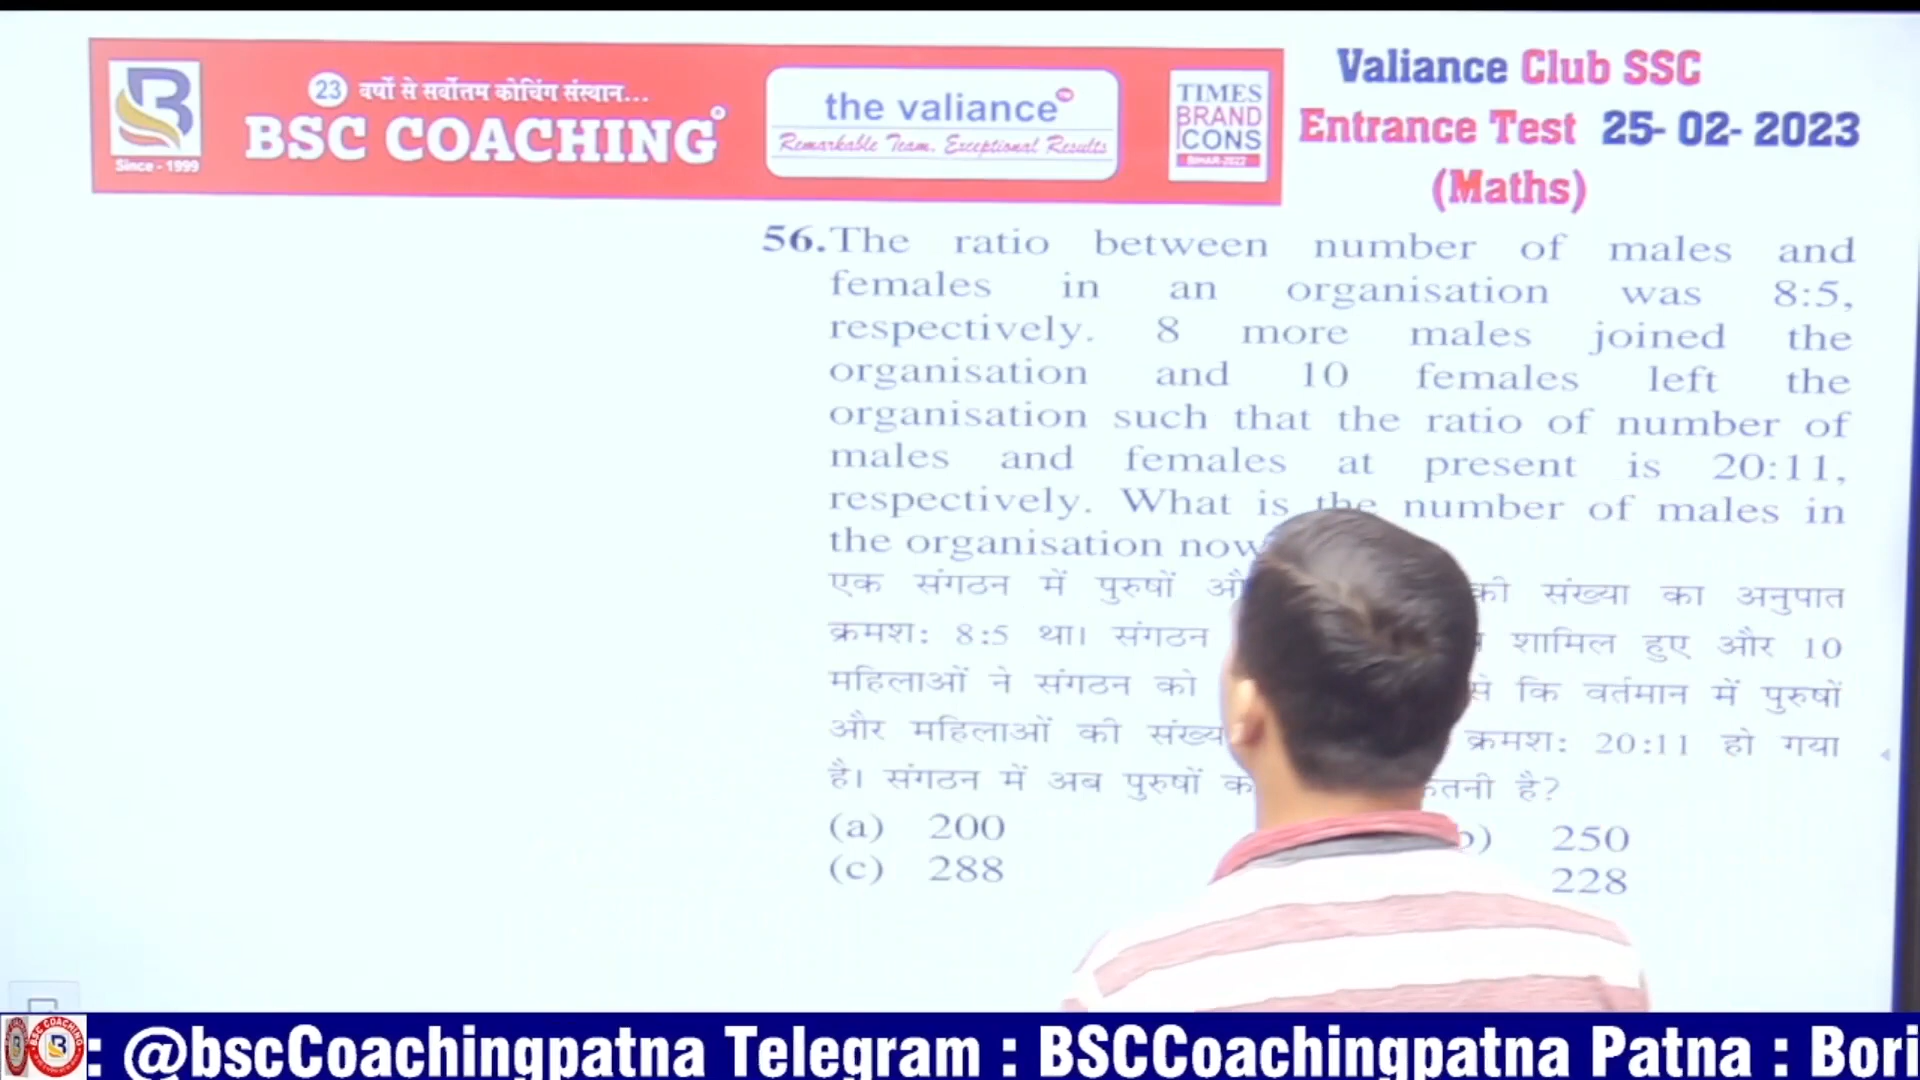 23 वर्षो से सर्वोतम कोचिंग संस्थान...
BSC COACHING
Since - 1999
the valiance
Remarkable Team, Exceptional Results
TIMES
BRAND
ICONS
BIHAR-2022
Valiance Club SSC
Entrance Test 25- 02- 2023
(Maths)
56.The ratio between number of males and
females in an organisation was 8:5,
respectively. 8 more males joined the
organisation and 10 females left the
organisation such that the ratio of number of
males and females at present is 20:11,
respectively. What is the number of males in
the organisation now
एक संगठन में पुरुषों की संख्या का अनुपात
क्रमश: 8:5 था। संगठन शामिल हुए और 10
महिलाओं ने संगठन को कि वर्तमान में पुरुषों
और महिलाओं की क्रमश: 20:11 हो गया
है। संगठन में अब पुरुषों है?
(a) 200 250
(c) 288 228
: @bscCoachingpatna Telegram : BSCCoachingpatna Patna : Bori